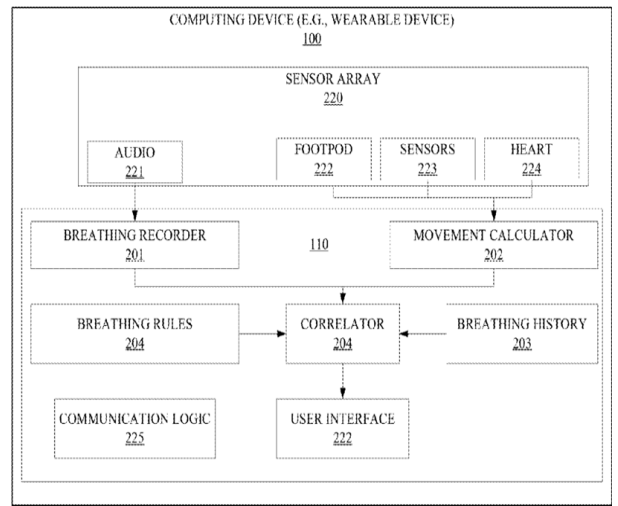 COMPUTING DEVICE (E.G., WEARABLE DEVICE)
100
SENSOR ARRAY
220
AUDIO
221
FOOTPOD
222
SENSORS
223
HEART
224
BREATHING RECORDER
201
110
MOVEMENT CALCULATOR
202
BREATHING RULES
204
CORRELATOR
204
BREATHING HISTORY
203
COMMUNICATION LOGIC
225
USER INTERFACE
222